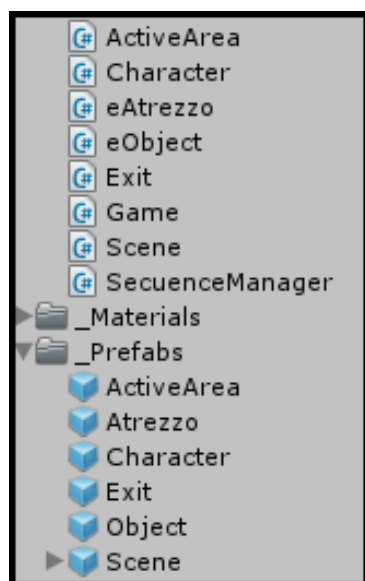 ActiveArea
Character
eAtrezzo
eObject
Exit
Game
Scene
SecuenceManager
_Materials
_Prefabs
ActiveArea
Atrezzo
Character
Exit
Object
Scene